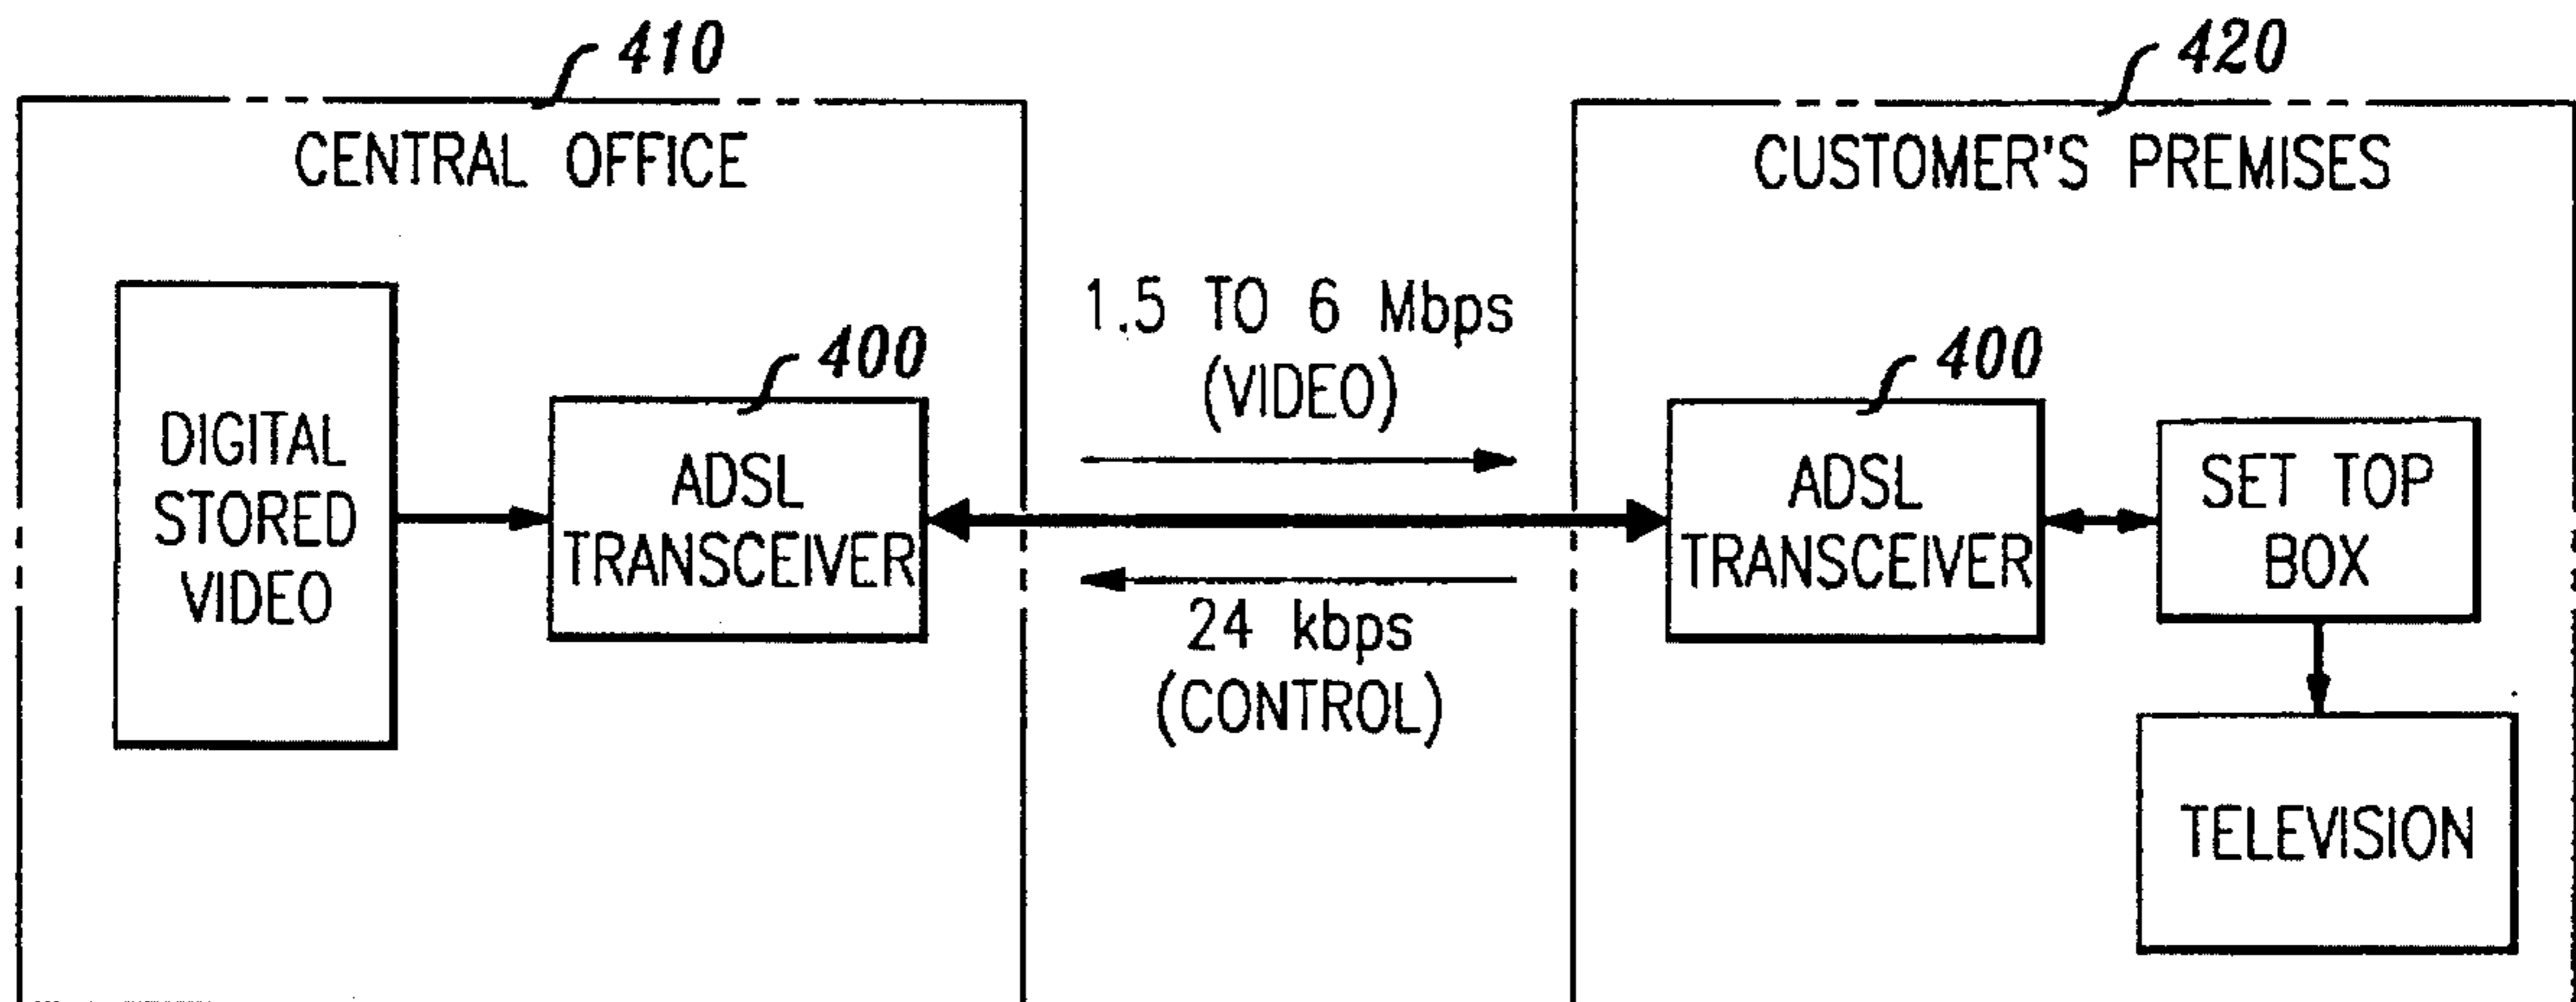 410
CENTRAL OFFICE
DIGITAL
STORED
VIDEO
400
ADSL
TRANSCEIVER
1.5 TO 6 Mbps
(VIDEO)
24 kbps
(CONTROL)
420
CUSTOMER'S PREMISES
400
ADSL
TRANSCEIVER
SET TOP
BOX
TELEVISION